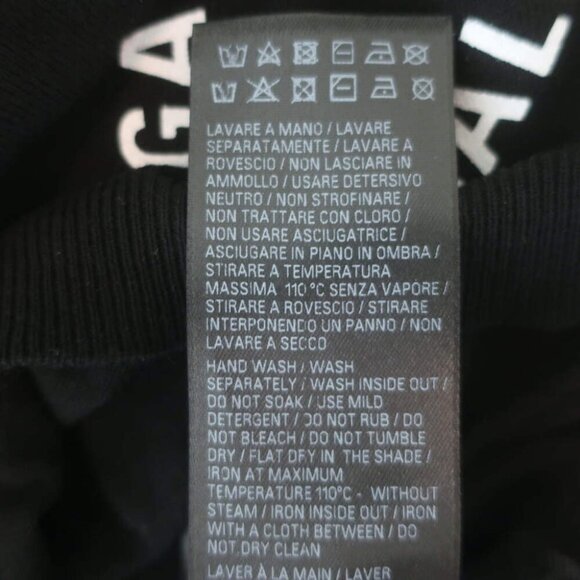 GA
AL
LAVARE A MANO / LAVARE
SEPARATAMENTE / LAVARE A
ROVESCIO / NON LASCIARE IN
AMMOLLO / USARE DETERSIVO
NEUTRO / NON STROFINARE /
NON TRATTARE CON CLORO /
NON USARE ASCIUGATRICE /
ASCIUGARE IN PIANO IN OMBRA /
STIRARE A TEMPERATURA
MASSIMA 110 °C SENZA VAPORE /
STIRARE A ROVESCIO / STIRARE
INTERPONENDO UN PANNO / NON
LAVARE A SECCO
HAND WASH / WASH
SEPARATELY / WASH INSIDE OUT /
DO NOT SOAK / USE MILD
DETERGENT / DO NOT RUB / DO
NOT BLEACH / DO NOT TUMBLE
DRY / FLAT DRY IN THE SHADE /
IRON AT MAXIMUM
TEMPERATURE 110°C - WITHOUT
STEAM / IRON INSIDE OUT / IRON
WITH A CLOTH BETWEEN / DO
NOT DRY CLEAN
LAVER À LA MAIN / LAVER